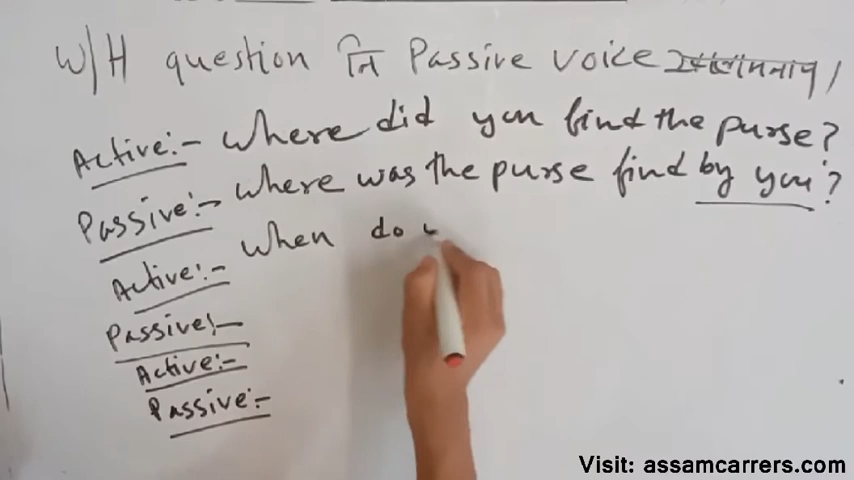 W/H question Passive voice
Active:- Where did you find the purse?
Passive:- Where was the purse find by you?
Active:- When do
Passive:-
Active:-
Passive:-
Visit: assamcarrers.com